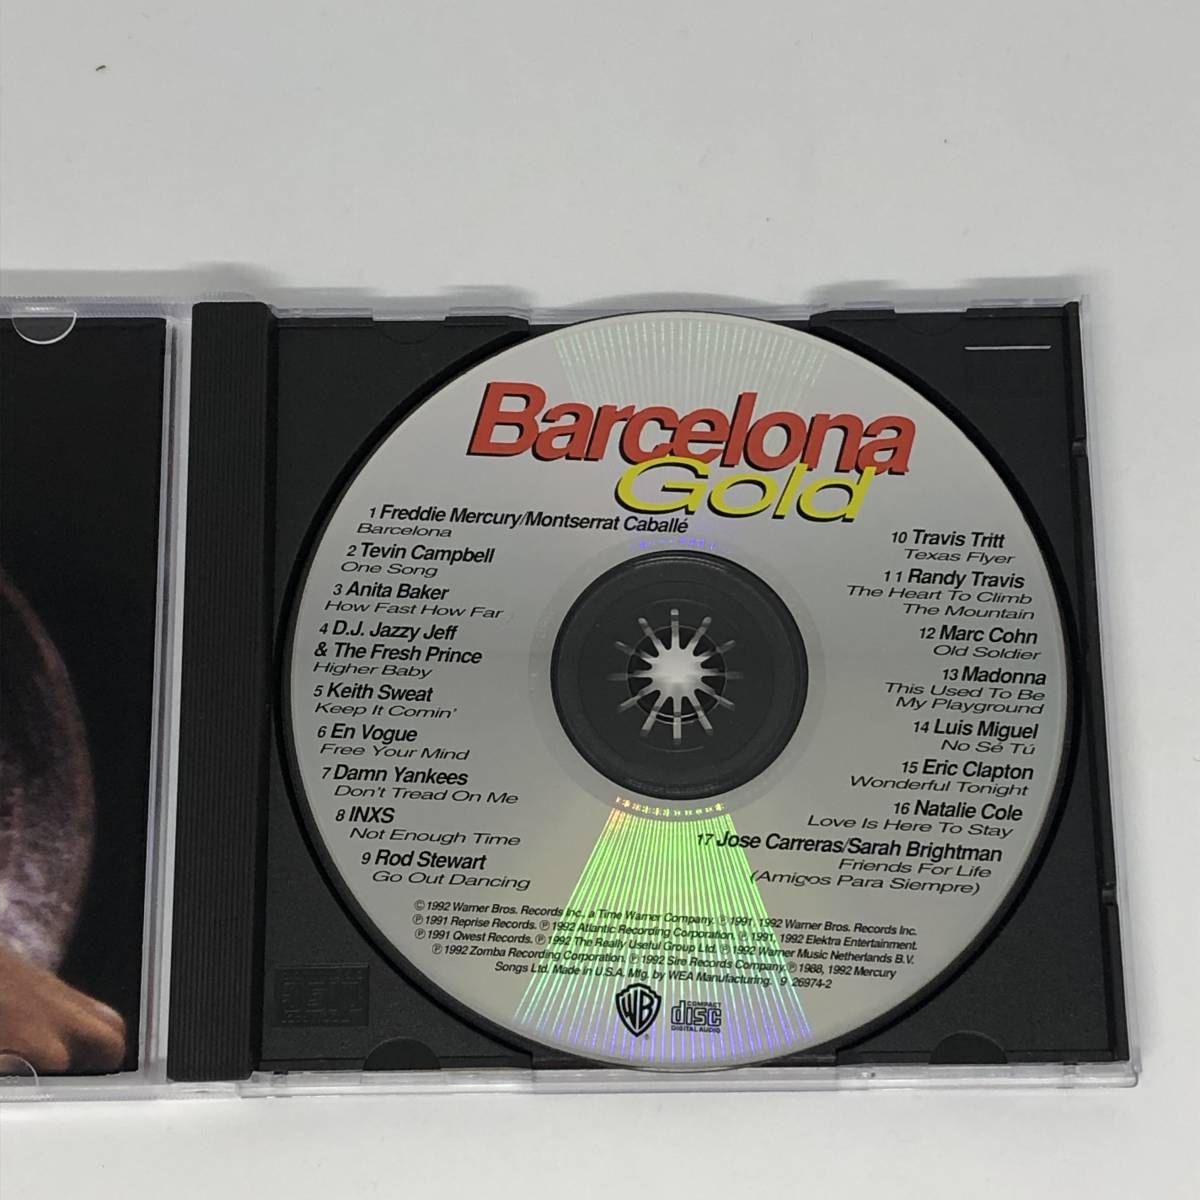 Barcelona
Gold
1 Freddie Mercury/Montserrat Caballé
Barcelona
2 Tevin Campbell
One Song
3 Anita Baker
How Fast How Far
4 D.J. Jazzy Jeff
& The Fresh Prince
Higher Baby
5 Keith Sweat
Keep It Comin'
6 En Vogue
Free Your Mind
7 Damn Yankees
Don't Tread On Me
8 INXS
Not Enough Time
9 Rod Stewart
Go Out Dancing
10 Travis Tritt
Texas Flyer
11 Randy Travis
The Heart To Climb
The Mountain
12 Marc Cohn
Old Soldier
13 Madonna
This Used To Be
My Playground
14 Luis Miguel
No Sé Tú
15 Eric Clapton
Wonderful Tonight
16 Natalie Cole
Love Is Here To Stay
17 Jose Carreras/Sarah Brightman
Friends For Life
(Amigos Para Siempre)
© 1992 Warner Bros. Records Inc., a Time Warner Company. ℗ 1991, 1992 Warner Bros. Records Inc.
℗ 1991 Reprise Records. ℗ 1992 Atlantic Recording Corporation. ℗ 1991, 1992 Elektra Entertainment.
℗ 1991 Qwest Records. ℗ 1992 The Really Useful Group Ltd. ℗ 1992 Warner Music Netherlands B.V.
℗ 1992 Zomba Recording Corporation. ℗ 1992 Sire Records Company. ℗ 1988, 1992 Mercury
Songs Ltd. Made in U.S.A. Mfg. by WEA Manufacturing. 9 26974-2
WB
COMPACT
disc
DIGITAL AUDIO